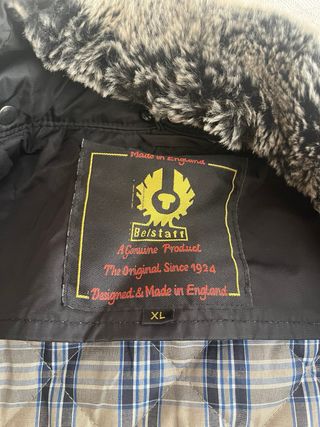 Made in England
Belstaff
A Genuine Product
The Original Since 1924
Designed & Made in England
XL